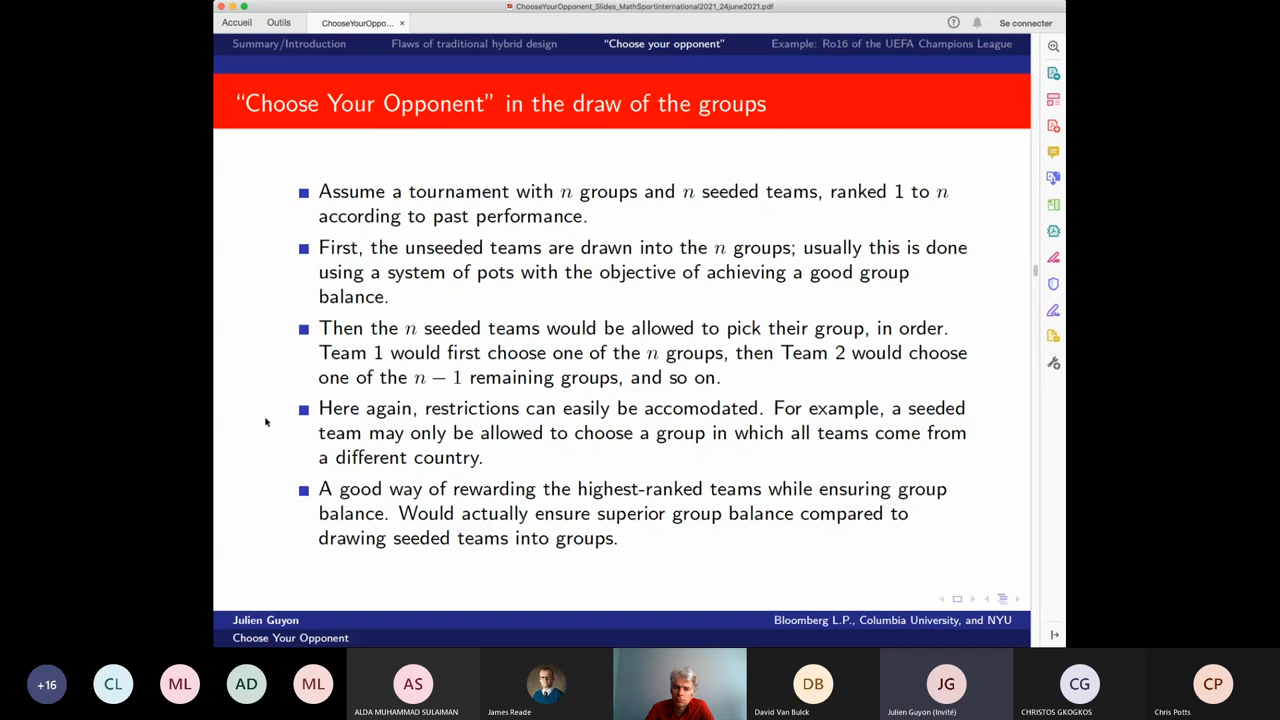 ChooseYourOpponent_Slides_MathSportInternational2021_24june2021.pdf
Accueil Outils ChooseYourOppo... × Se connecter
Summary/Introduction Flaws of traditional hybrid design “Choose your opponent” Example: Ro16 of the UEFA Champions League
“Choose Your Opponent” in the draw of the groups
Assume a tournament with n groups and n seeded teams, ranked 1 to n
according to past performance.
First, the unseeded teams are drawn into the n groups; usually this is done
using a system of pots with the objective of achieving a good group
balance.
Then the n seeded teams would be allowed to pick their group, in order.
Team 1 would first choose one of the n groups, then Team 2 would choose
one of the n − 1 remaining groups, and so on.
Here again, restrictions can easily be accomodated. For example, a seeded
team may only be allowed to choose a group in which all teams come from
a different country.
A good way of rewarding the highest-ranked teams while ensuring group
balance. Would actually ensure superior group balance compared to
drawing seeded teams into groups.
Julien Guyon Bloomberg L.P., Columbia University, and NYU
Choose Your Opponent
+16 CL ML AD ML AS DB JG CG CP
ALDA MUHAMMAD SULAIMAN James Reade David Van Bulck Julien Guyon (Invité) CHRISTOS GKOGKOS Chris Potts